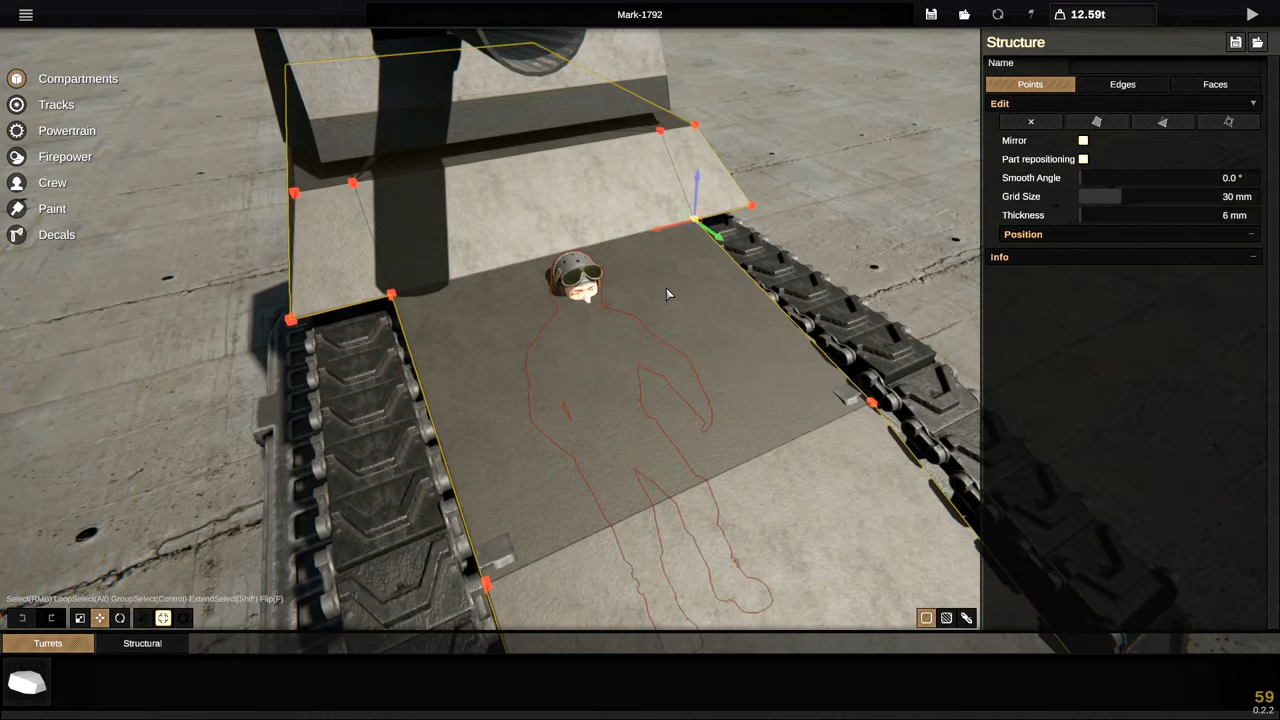 Mark-1792
12.59t
Compartments
Tracks
Powertrain
Firepower
Crew
Paint
Decals
Structure
Name
Points Edges Faces
Edit
Mirror
Part repositioning
Smooth Angle 0.0 °
Grid Size 30 mm
Thickness 6 mm
Position
Info
Select(RMB) LoopSelect(Alt) GroupSelect(Control) ExtendSelect(Shift) Flip(F)
Turrets Structural
59
0.2.2